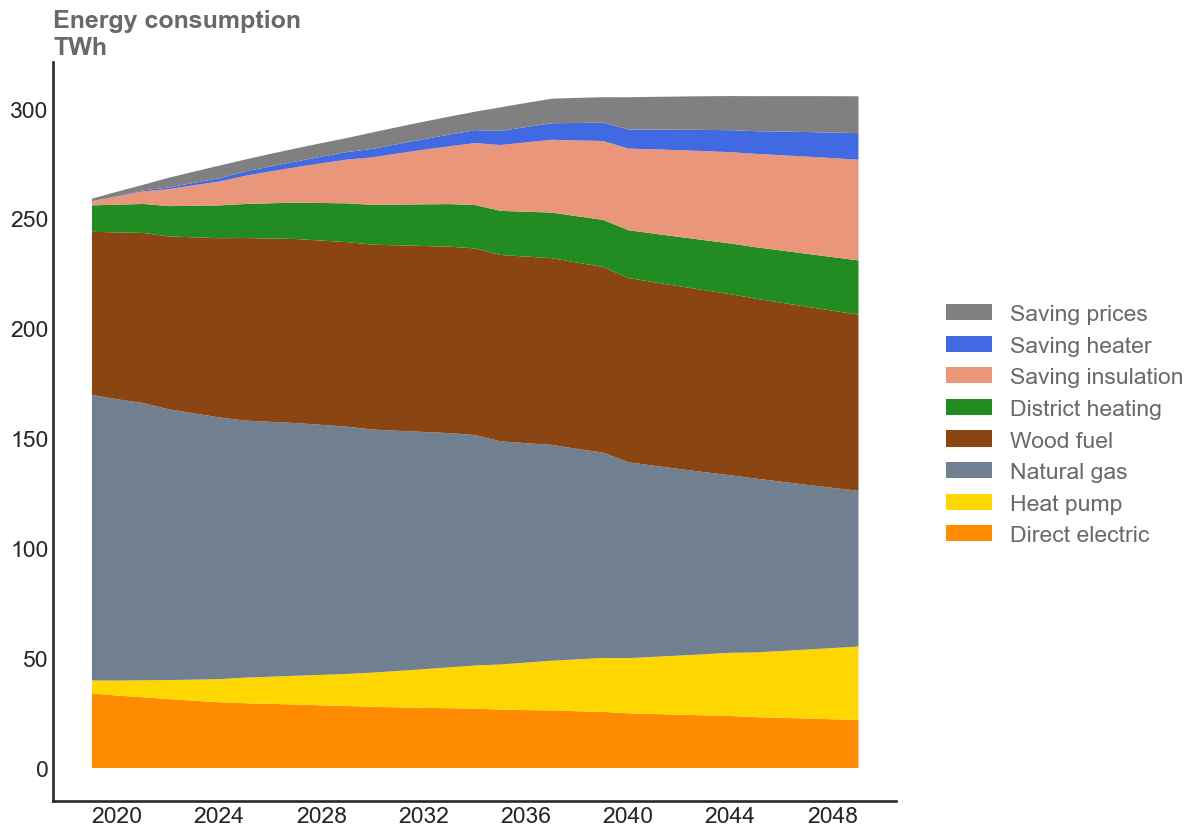 Energy consumption
TWh
300
250
200
150
100
50
0
2020 2024 2028 2032 2036 2040 2044 2048
Saving prices
Saving heater
Saving insulation
District heating
Wood fuel
Natural gas
Heat pump
Direct electric